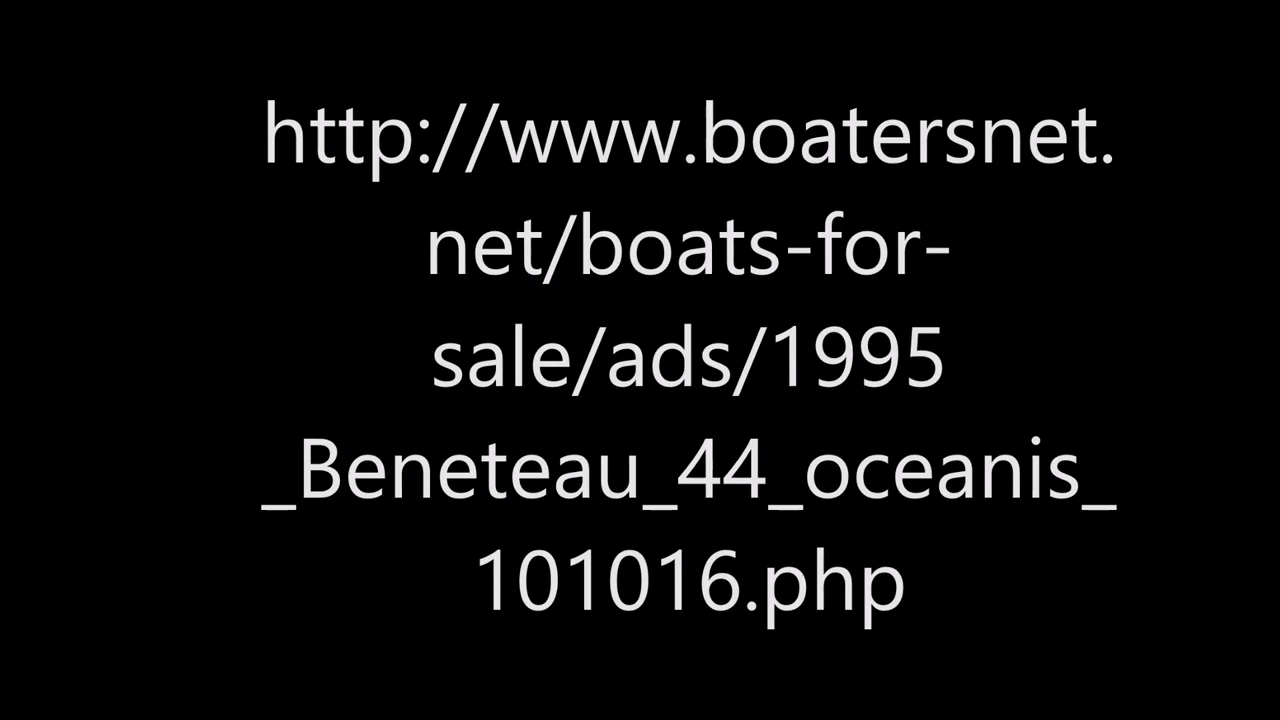 http://www.boatersnet.
net/boats-for-
sale/ads/1995
_Beneteau_44_oceanis_
101016.php